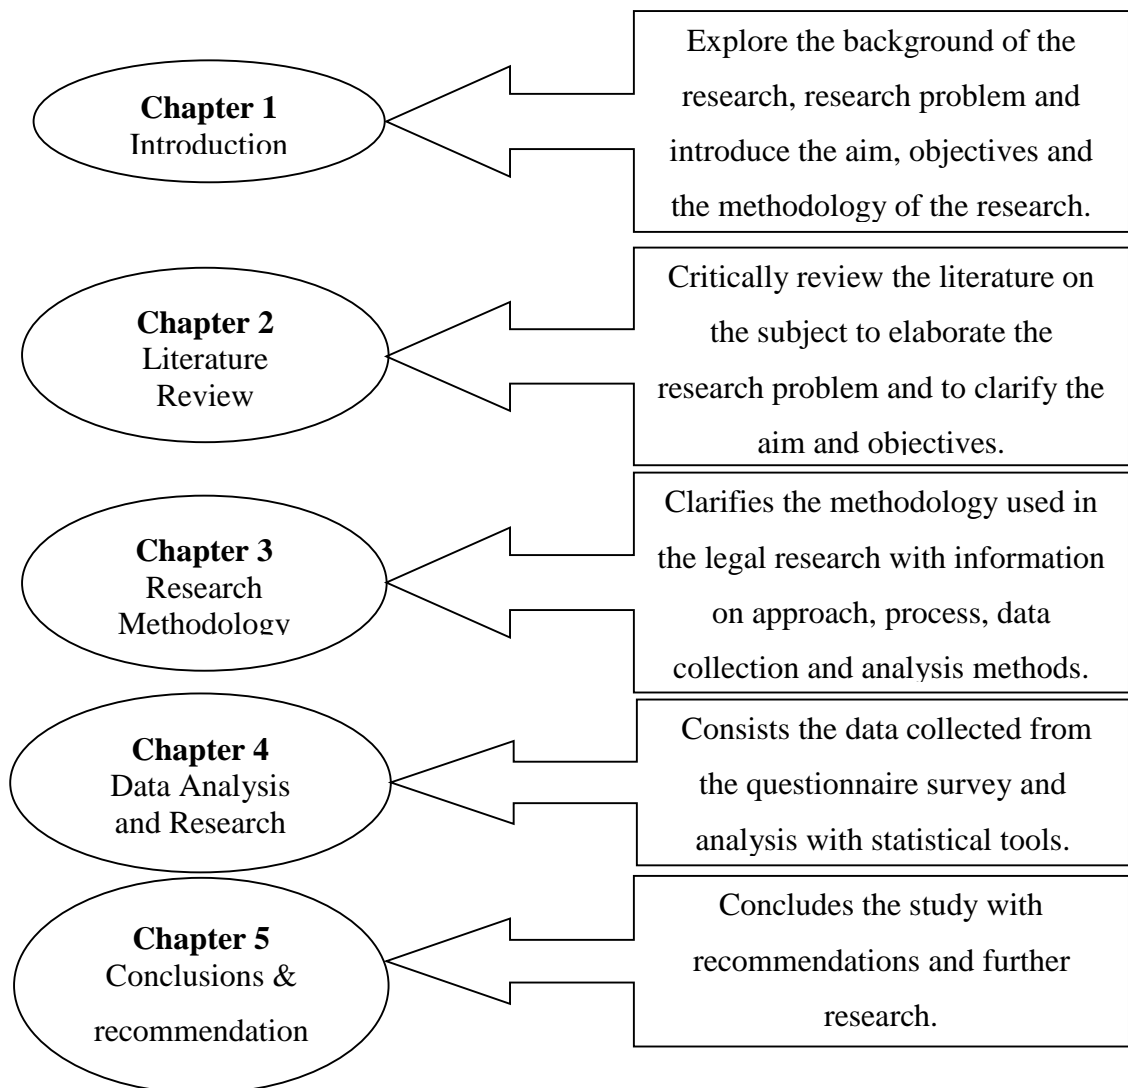 Chapter 1
Introduction
Explore the background of the
research, research problem and
introduce the aim, objectives and
the methodology of the research.
Chapter 2
Literature
Review
Critically review the literature on
the subject to elaborate the
research problem and to clarify the
aim and objectives.
Chapter 3
Research
Methodology
Clarifies the methodology used in
the legal research with information
on approach, process, data
collection and analysis methods.
Chapter 4
Data Analysis
and Research
Consists the data collected from
the questionnaire survey and
analysis with statistical tools.
Chapter 5
Conclusions &
recommendation
Concludes the study with
recommendations and further
research.